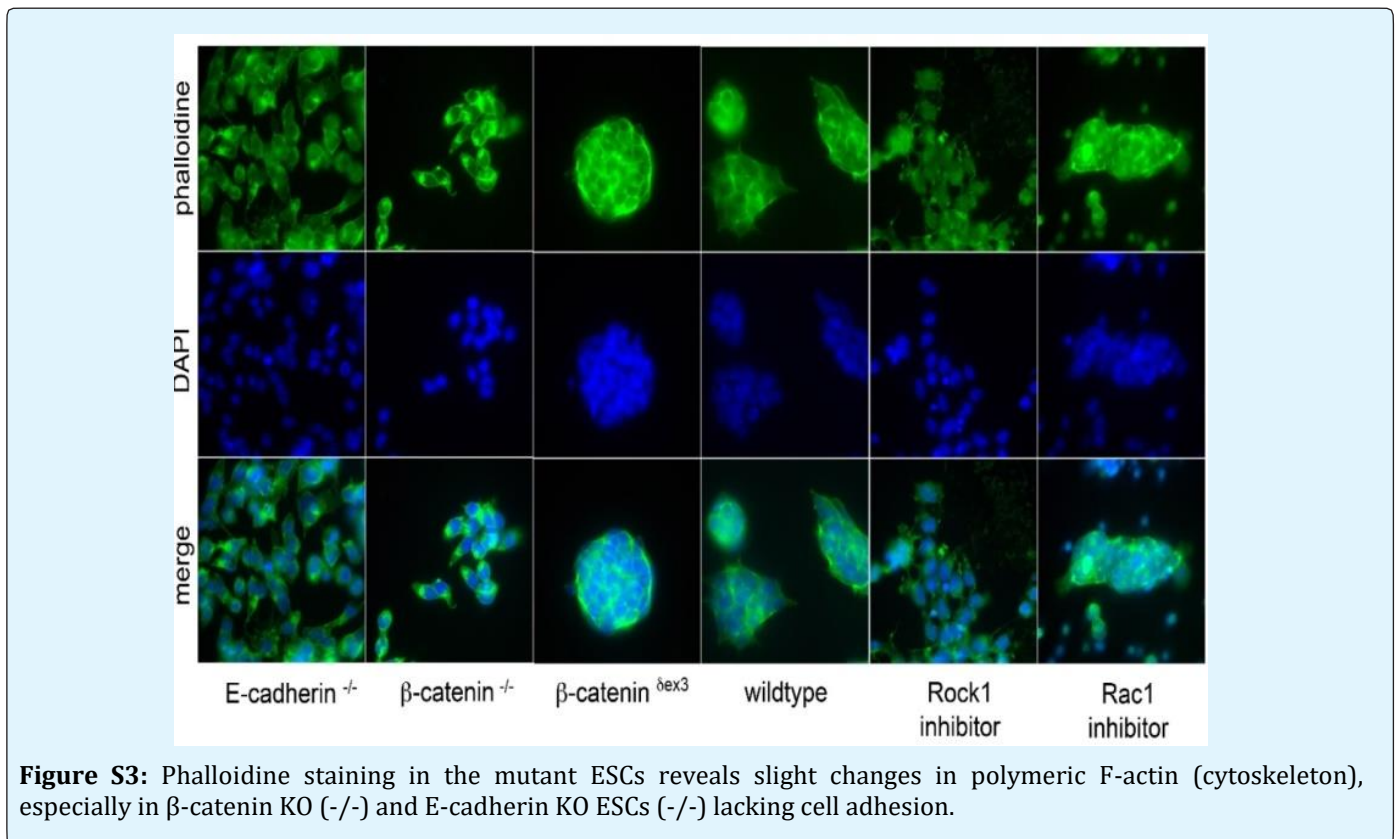 phalloidine
DAPI
merge
E-cadherin -/-
β-catenin -/-
β-catenin δex3
wildtype
Rock1
inhibitor
Rac1
inhibitor
Figure S3: Phalloidine staining in the mutant ESCs reveals slight changes in polymeric F-actin (cytoskeleton),
especially in β-catenin KO (-/-) and E-cadherin KO ESCs (-/-) lacking cell adhesion.